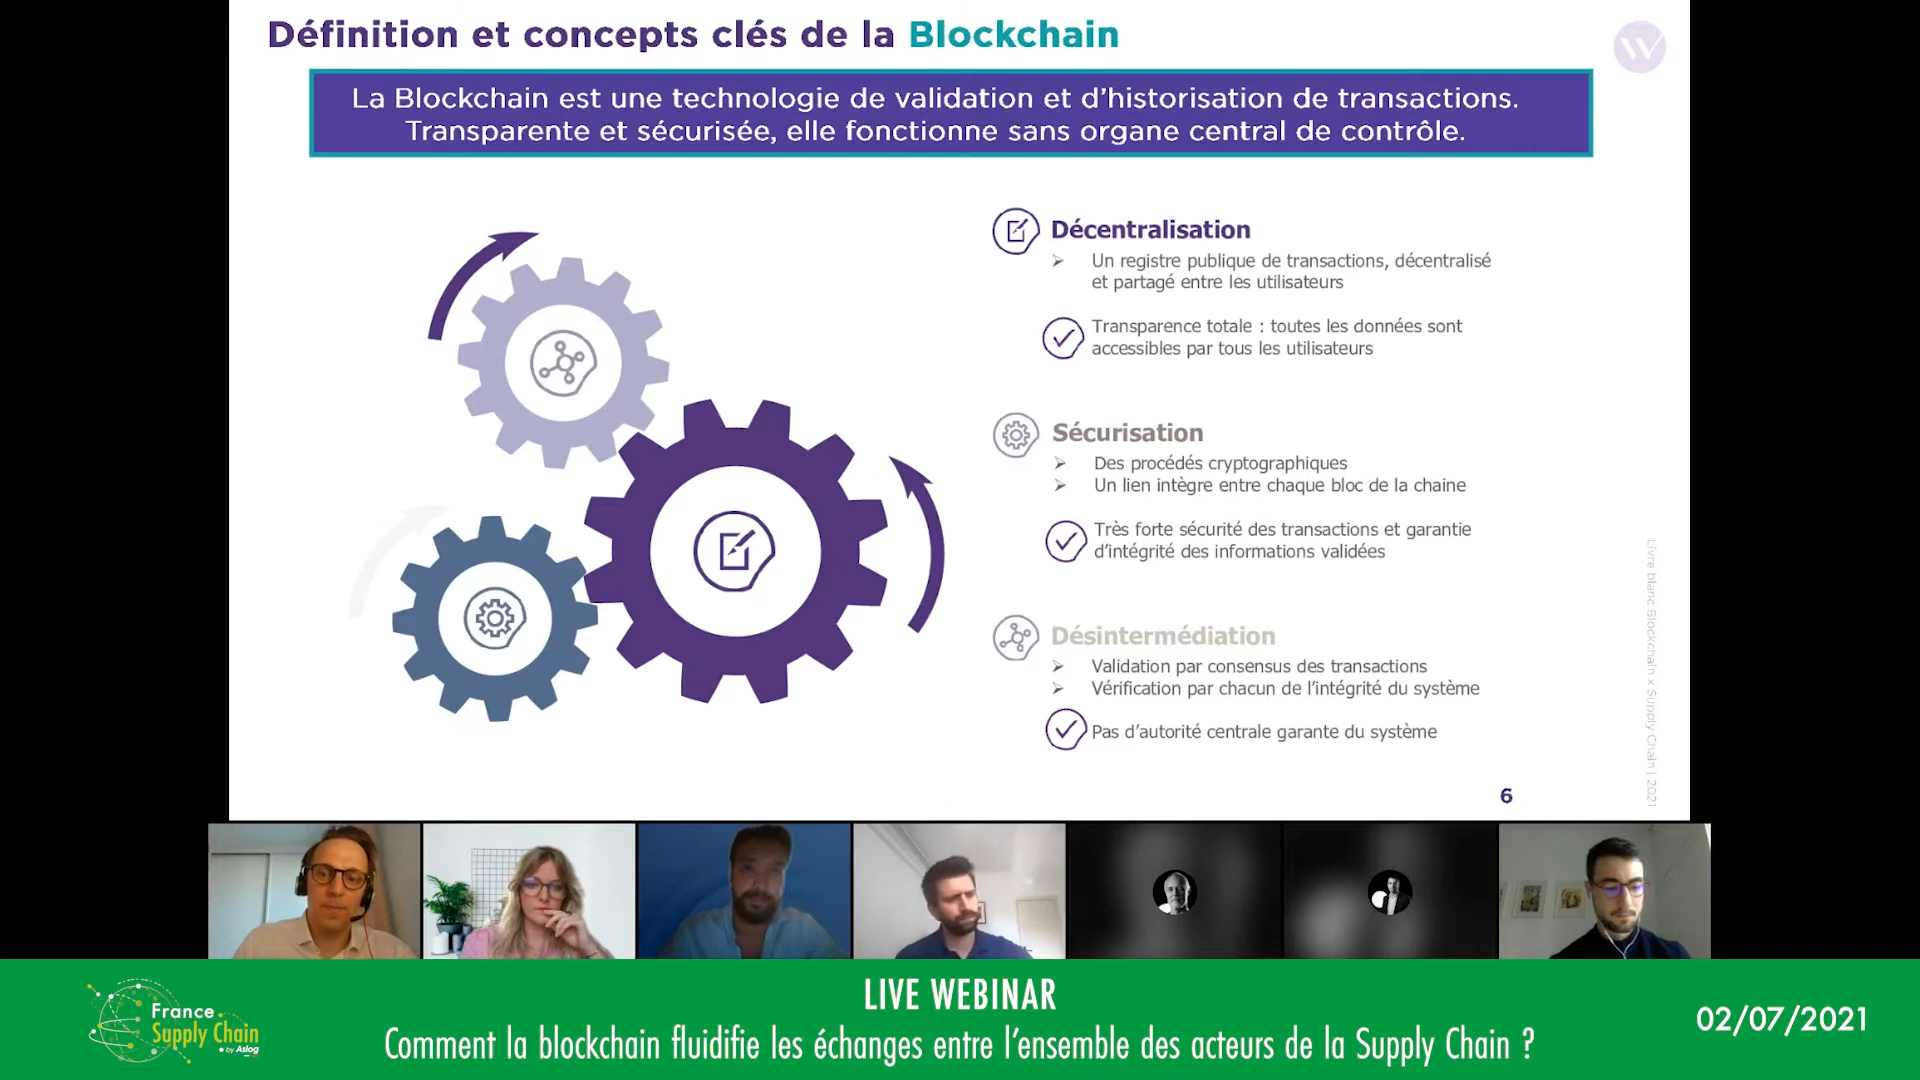 Définition et concepts clés de la Blockchain
La Blockchain est une technologie de validation et d'historisation de transactions.
Transparente et sécurisée, elle fonctionne sans organe central de contrôle.
Décentralisation
Un registre publique de transactions, décentralisé
et partagé entre les utilisateurs
Transparence totale : toutes les données sont
accessibles par tous les utilisateurs
Sécurisation
Des procédés cryptographiques
Un lien intègre entre chaque bloc de la chaine
Très forte sécurité des transactions et garantie
d'intégrité des informations validées
Désintermédiation
Validation par consensus des transactions
Vérification par chacun de l'intégrité du système
Pas d'autorité centrale garante du système
Livre blanc Blockchain x Supply Chain | 2021
6
France
Supply Chain
by Aslog
LIVE WEBINAR
Comment la blockchain fluidifie les échanges entre l'ensemble des acteurs de la Supply Chain ?
02/07/2021